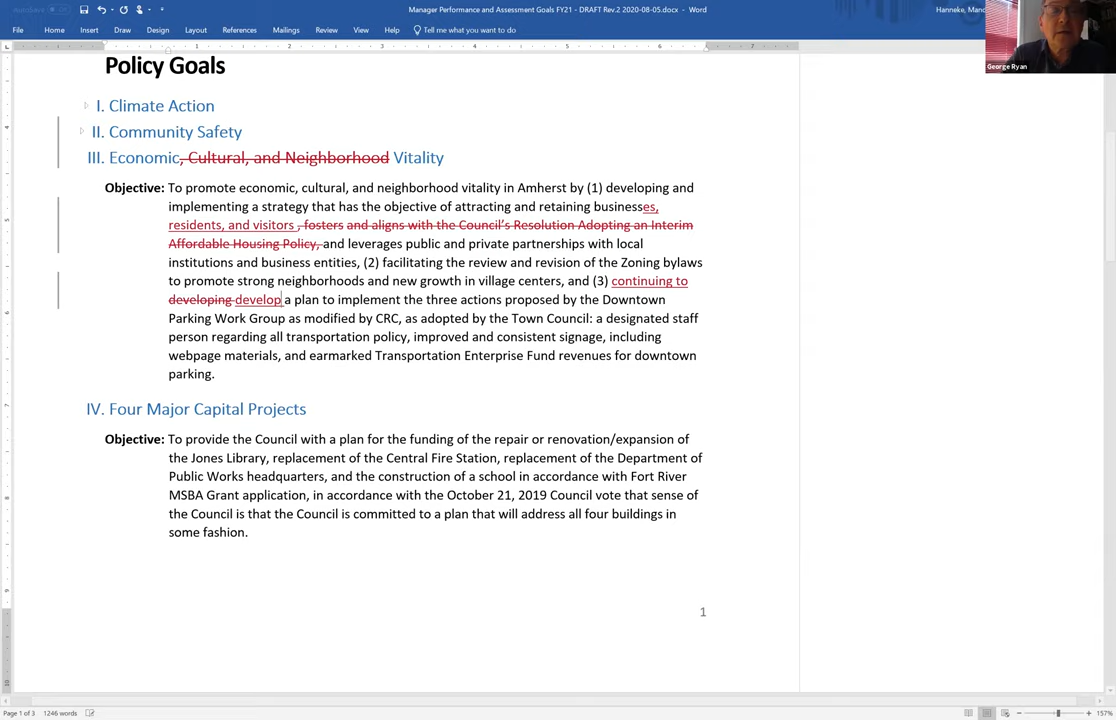 Manager Performance and Assessment Goals FY21 - DRAFT Rev.2 2020-08-05.docx - Word
Hanneke, Mand
File Home Insert Draw Design Layout References Mailings Review View Help Tell me what you want to do
George Ryan
Policy Goals
I. Climate Action
II. Community Safety
III. Economic, Cultural, and Neighborhood Vitality
Objective: To promote economic, cultural, and neighborhood vitality in Amherst by (1) developing and
implementing a strategy that has the objective of attracting and retaining businesses,
residents, and visitors , fosters and aligns with the Council's Resolution Adopting an Interim
Affordable Housing Policy, and leverages public and private partnerships with local
institutions and business entities, (2) facilitating the review and revision of the Zoning bylaws
to promote strong neighborhoods and new growth in village centers, and (3) continuing to
developing develop a plan to implement the three actions proposed by the Downtown
Parking Work Group as modified by CRC, as adopted by the Town Council: a designated staff
person regarding all transportation policy, improved and consistent signage, including
webpage materials, and earmarked Transportation Enterprise Fund revenues for downtown
parking.
IV. Four Major Capital Projects
Objective: To provide the Council with a plan for the funding of the repair or renovation/expansion of
the Jones Library, replacement of the Central Fire Station, replacement of the Department of
Public Works headquarters, and the construction of a school in accordance with Fort River
MSBA Grant application, in accordance with the October 21, 2019 Council vote that sense of
the Council is that the Council is committed to a plan that will address all four buildings in
some fashion.
1
Page 1 of 3 1246 words
157%